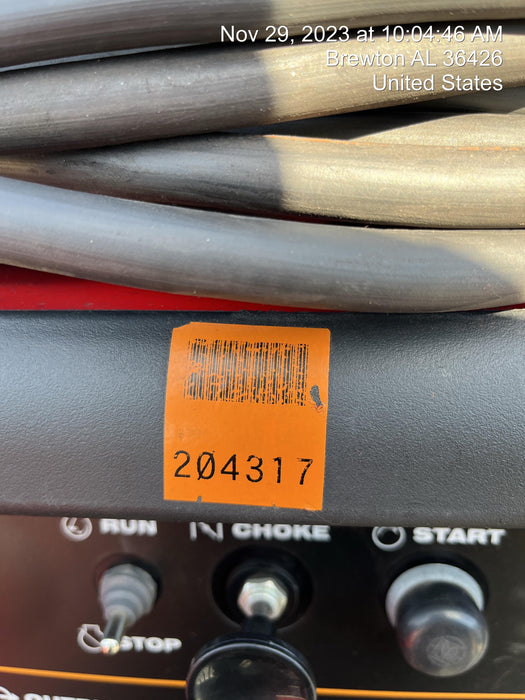 Nov 29, 2023 at 10:04:46 AM
Brewton AL 36426
United States
204317
RUN CHOKE START
STOP